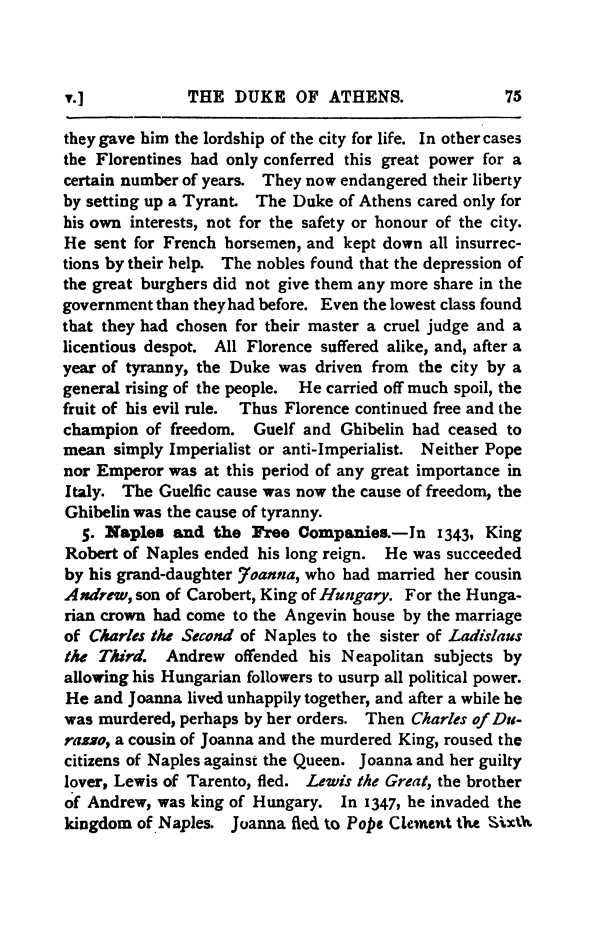 v.] THE DUKE OF ATHENS. 75
they gave him the lordship of the city for life. In other cases
the Florentines had only conferred this great power for a
certain number of years. They now endangered their liberty
by setting up a Tyrant. The Duke of Athens cared only for
his own interests, not for the safety or honour of the city.
He sent for French horsemen, and kept down all insurrec-
tions by their help. The nobles found that the depression of
the great burghers did not give them any more share in the
government than they had before. Even the lowest class found
that they had chosen for their master a cruel judge and a
licentious despot. All Florence suffered alike, and, after a
year of tyranny, the Duke was driven from the city by a
general rising of the people. He carried off much spoil, the
fruit of his evil rule. Thus Florence continued free and the
champion of freedom. Guelf and Ghibelin had ceased to
mean simply Imperialist or anti-Imperialist. Neither Pope
nor Emperor was at this period of any great importance in
Italy. The Guelfic cause was now the cause of freedom, the
Ghibelin was the cause of tyranny.
5. Naples and the Free Companies.—In 1343, King
Robert of Naples ended his long reign. He was succeeded
by his grand-daughter Joanna, who had married her cousin
Andrew, son of Carobert, King of Hungary. For the Hunga-
rian crown had come to the Angevin house by the marriage
of Charles the Second of Naples to the sister of Ladislaus
the Third. Andrew offended his Neapolitan subjects by
allowing his Hungarian followers to usurp all political power.
He and Joanna lived unhappily together, and after a while he
was murdered, perhaps by her orders. Then Charles of Du-
razzo, a cousin of Joanna and the murdered King, roused the
citizens of Naples against the Queen. Joanna and her guilty
lover, Lewis of Tarento, fled. Lewis the Great, the brother
of Andrew, was king of Hungary. In 1347, he invaded the
kingdom of Naples. Joanna fled to Pope Clement the Sixth